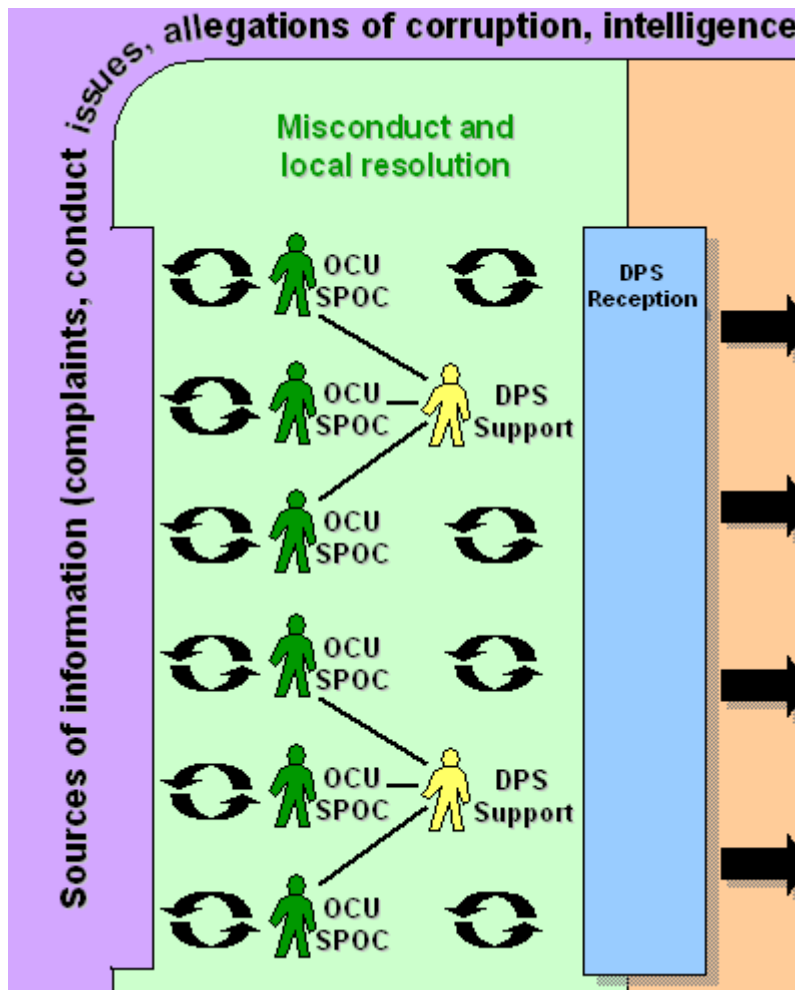 Sources of information (complaints, conduct issues, allegations of corruption, intelligence
Misconduct and
local resolution
OCU
SPOC
DPS
Reception
OCU
SPOC
DPS
Support
OCU
SPOC
OCU
SPOC
OCU
SPOC
DPS
Support
OCU
SPOC